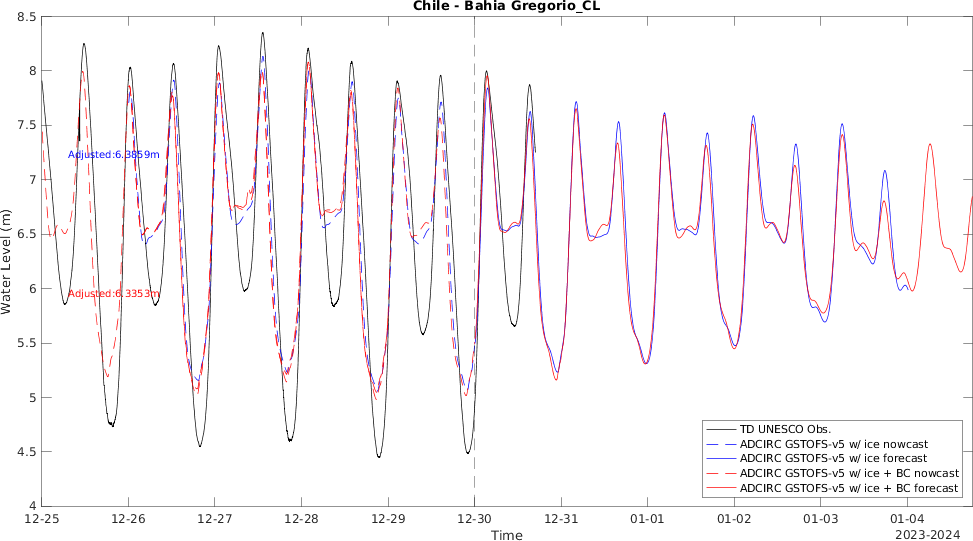 Chile - Bahia Gregorio_CL
8.5
8
7.5
7
6.5
6
5.5
5
4.5
4
Water Level (m)
Adjusted:6.3859m
Adjusted:6.3353m
TD UNESCO Obs.
ADCIRC GSTOFS-v5 w/ ice nowcast
ADCIRC GSTOFS-v5 w/ ice forecast
ADCIRC GSTOFS-v5 w/ ice + BC nowcast
ADCIRC GSTOFS-v5 w/ ice + BC forecast
12-25 12-26 12-27 12-28 12-29 12-30 12-31 01-01 01-02 01-03 01-04
Time
2023-2024